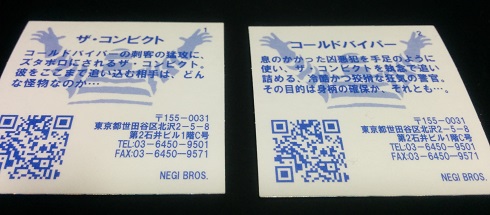 1
ザ・コンビクト
コールドバイパーの刺客の猛攻に、
ズタボロにされるザ・コンビクト。
彼をここまで追い込む相手は、どん
な怪物なのか…
〒155-0031
東京都世田谷区北沢2-5-8
第2石井ビル1階C号
TEL:03-6450-9501
FAX:03-6450-9571
NEGI BROS.
コールドバイパー
息のかかった凶悪犯を手足のように
使い、ザ・コンビクトを執念で追い
詰める、冷酷かつ狡猾な狂気の警官。
その目的は身柄の確保か、それとも…。
〒155-0031
東京都世田谷区北沢2-5-8
第2石井ビル1階C号
TEL:03-6450-9501
FAX:03-6450-9571
NEGI BROS.